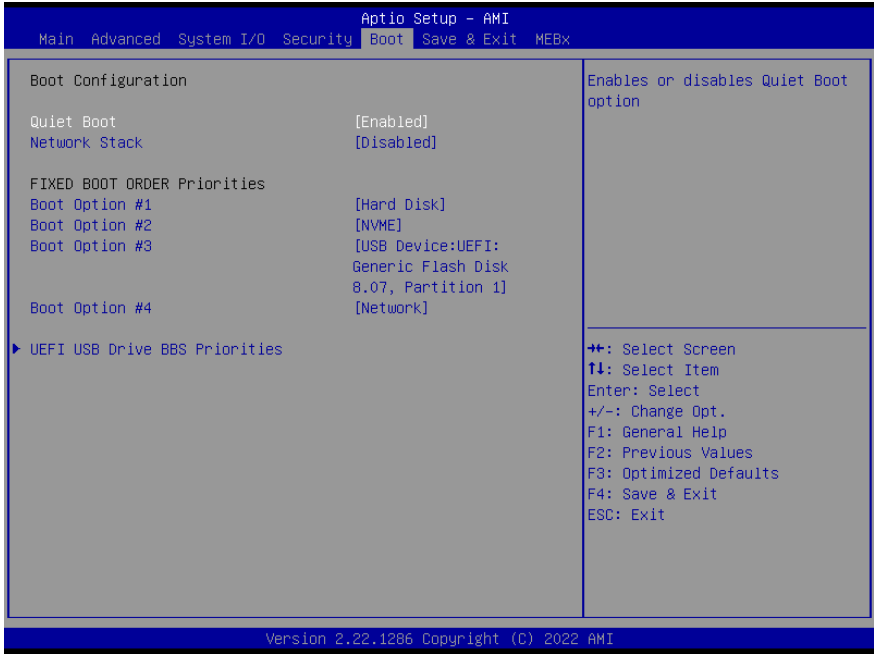 Aptio Setup – AMI
Main Advanced System I/O Security Boot Save & Exit MEBx
Boot Configuration
Quiet Boot [Enabled]
Network Stack [Disabled]
FIXED BOOT ORDER Priorities
Boot Option #1 [Hard Disk]
Boot Option #2 [NVME]
Boot Option #3 [USB Device:UEFI:
Generic Flash Disk
8.07, Partition 1]
Boot Option #4 [Network]
▶ UEFI USB Drive BBS Priorities
Enables or disables Quiet Boot
option
→←: Select Screen
↑↓: Select Item
Enter: Select
+/-: Change Opt.
F1: General Help
F2: Previous Values
F3: Optimized Defaults
F4: Save & Exit
ESC: Exit
Version 2.22.1286 Copyright (C) 2022 AMI